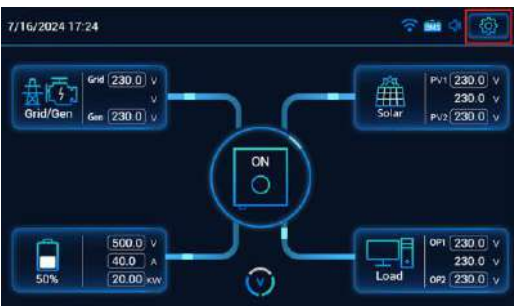 7/16/2024 17:24
BMS
Grid 230.0 V
V
Gen 230.0 V
Grid/Gen
PV1 230.0 V
230.0 V
PV2 230.0 V
Solar
ON
500.0 V
40.0 A
20.00 KW
50%
V
OP1 230.0 V
230.0 V
OP2 230.0 V
Load